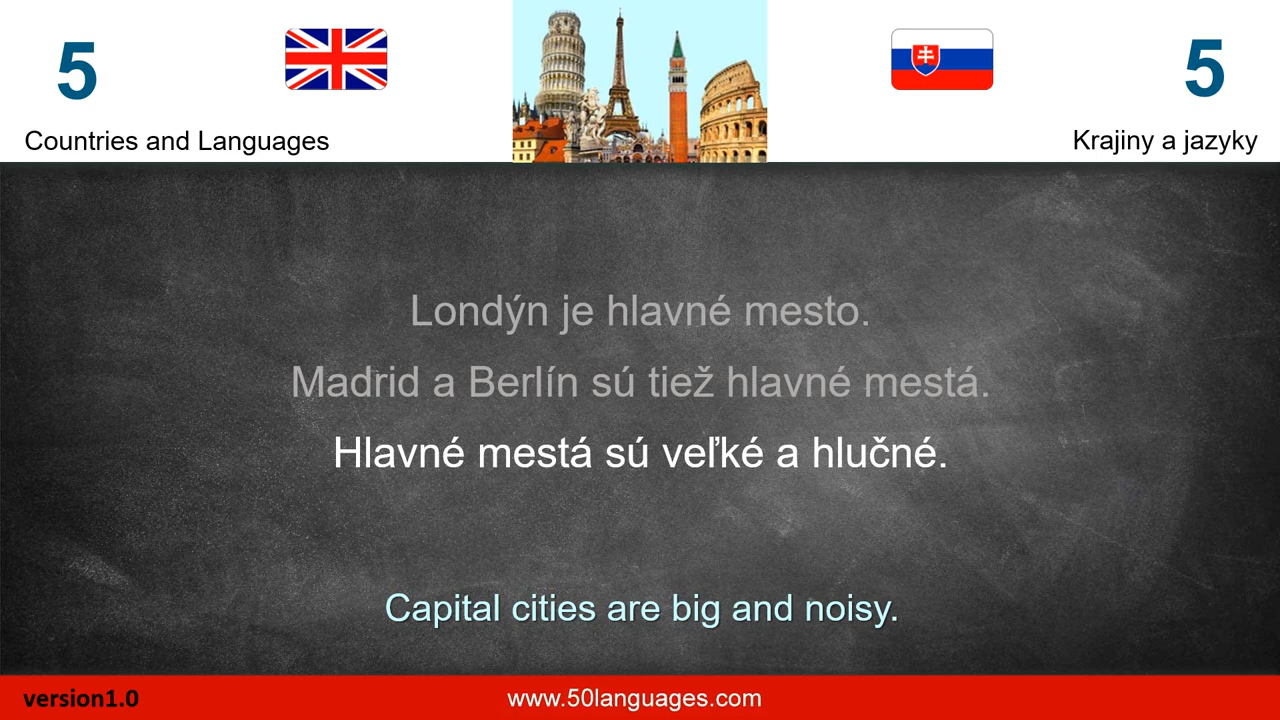 5
5
Countries and Languages
Krajiny a jazyky
Londýn je hlavné mesto.
Madrid a Berlín sú tiež hlavné mestá.
Hlavné mestá sú veľké a hlučné.
Capital cities are big and noisy.
version1.0
www.50languages.com